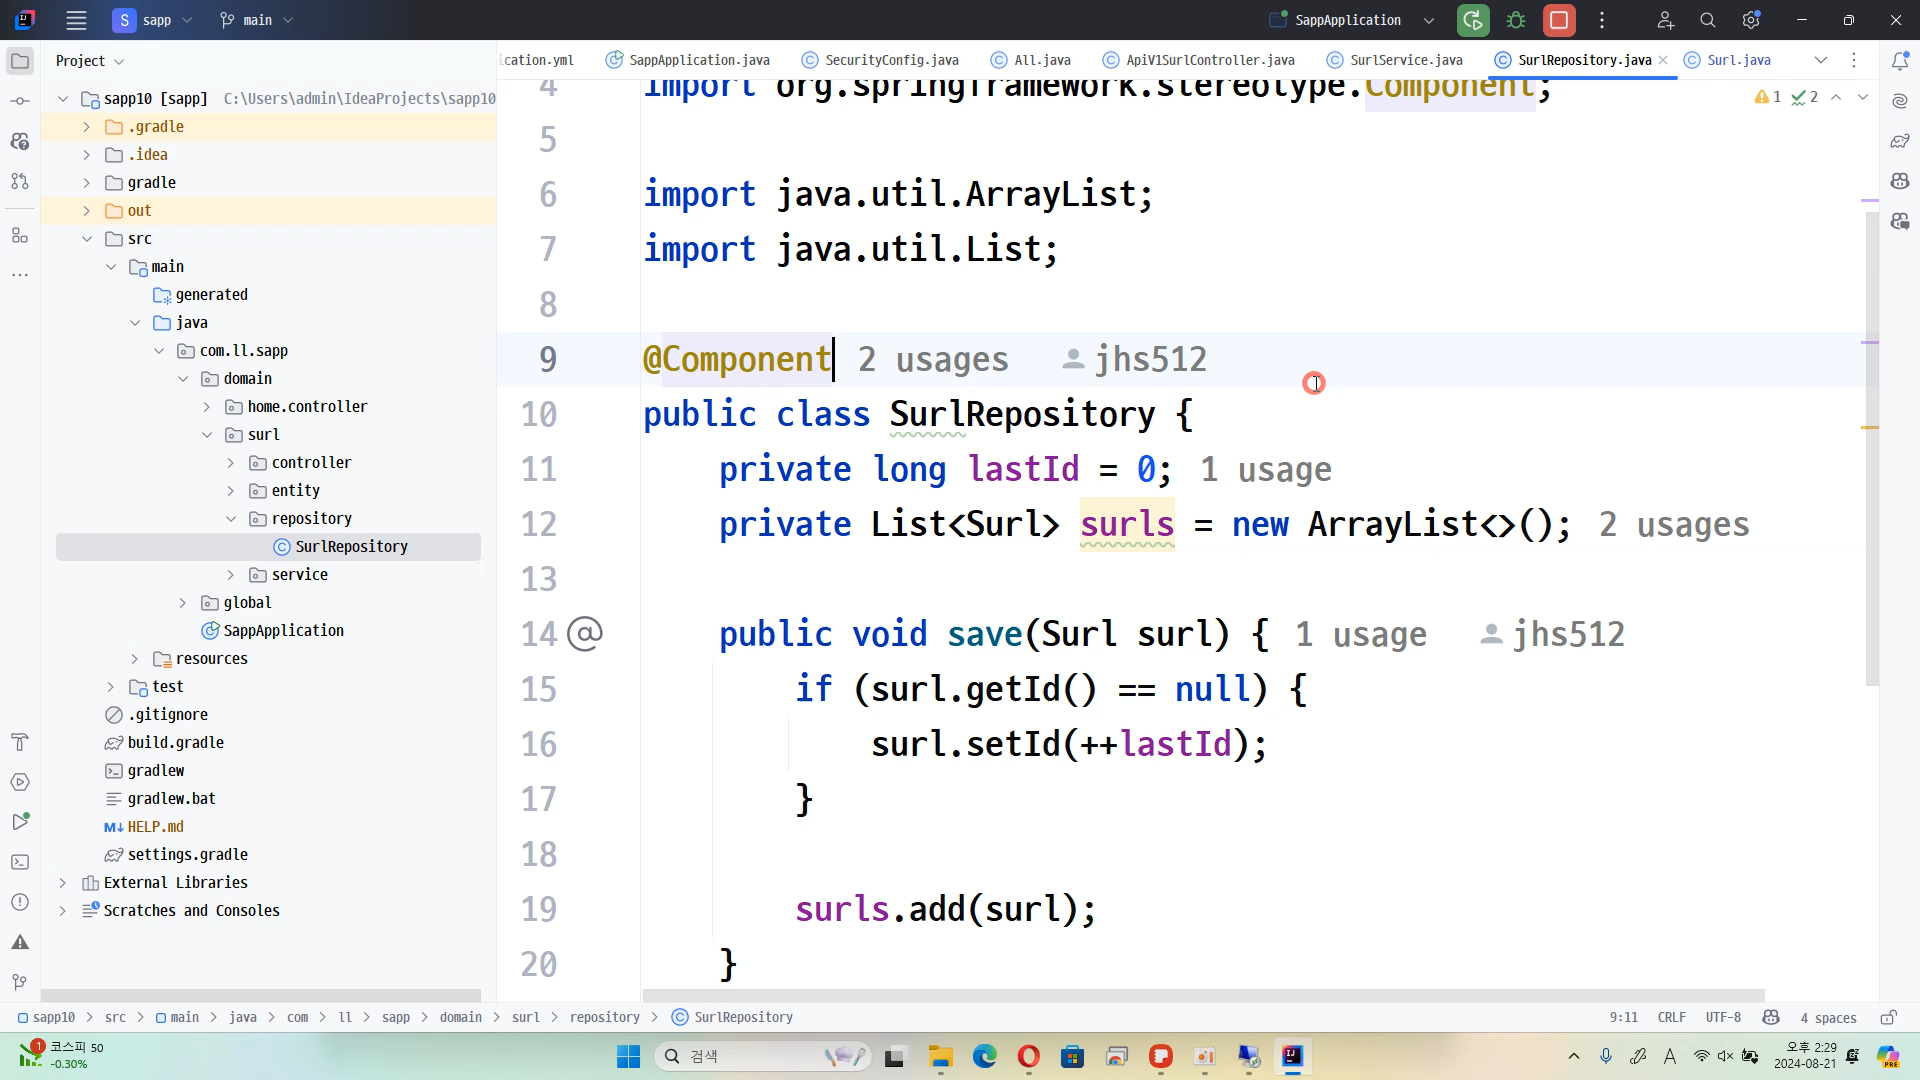 S sapp main SappApplication
Project
ication.yml SappApplication.java SecurityConfig.java All.java ApiV1SurlController.java SurlService.java SurlRepository.java Surl.java
sapp10 [sapp] C:\Users\admin\IdeaProjects\sapp10
.gradle
.idea
gradle
out
src
main
generated
java
com.ll.sapp
domain
home.controller
surl
controller
entity
repository
SurlRepository
service
global
SappApplication
resources
test
.gitignore
build.gradle
gradlew
gradlew.bat
M↓ HELP.md
settings.gradle
External Libraries
Scratches and Consoles
1 2
4 import org.springframework.stereotype.Component;
5
6 import java.util.ArrayList;
7 import java.util.List;
8
9 @Component 2 usages jhs512
10 public class SurlRepository {
11 private long lastId = 0; 1 usage
12 private List<Surl> surls = new ArrayList<>(); 2 usages
13
14 public void save(Surl surl) { 1 usage jhs512
15 if (surl.getId() == null) {
16 surl.setId(++lastId);
17 }
18
19 surls.add(surl);
20 }
sapp10 > src > main > java > com > ll > sapp > domain > surl > repository > SurlRepository 9:11 CRLF UTF-8 4 spaces
1 코스피 50
-0.30%
검색
A
오후 2:29
2024-08-21
PRE